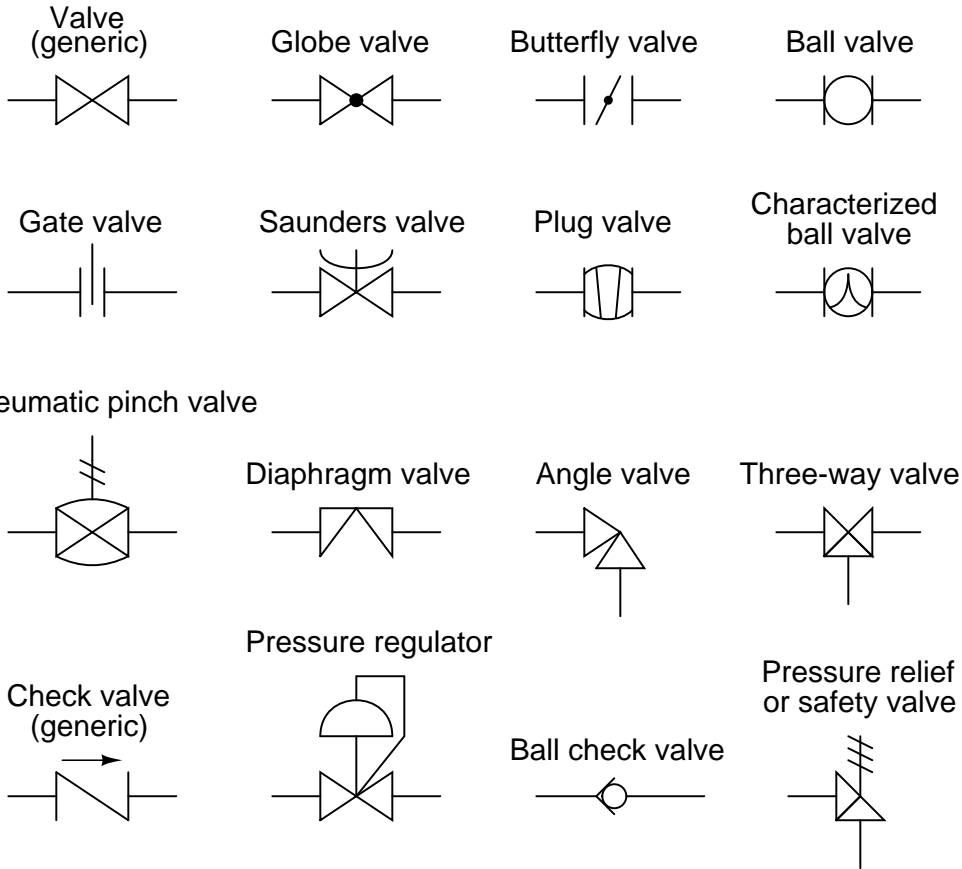 Valve
(generic)
Globe valve
Butterfly valve
Ball valve
Gate valve
Saunders valve
Plug valve
Characterized
ball valve
eumatic pinch valve
Diaphragm valve
Angle valve
Three-way valve
Check valve
(generic)
Pressure regulator
Ball check valve
Pressure relief
or safety valve